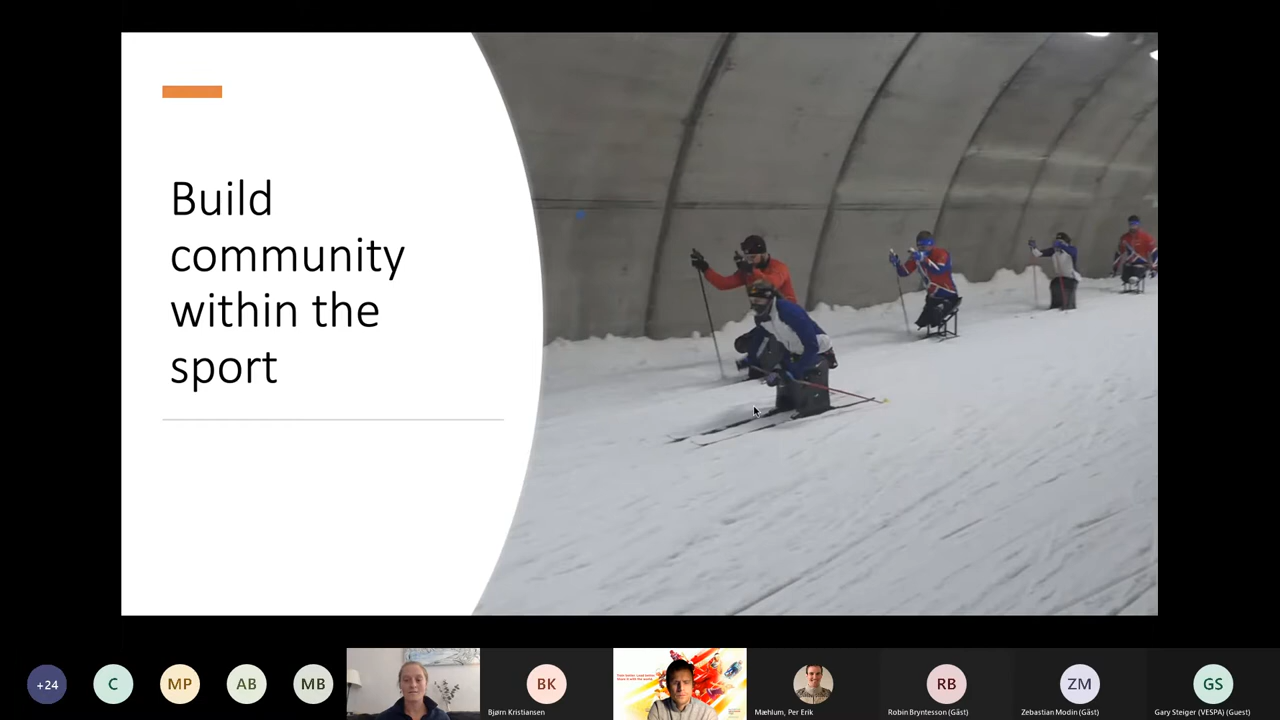 Build
community
within the
sport
+24
C
MP
AB
MB
BK
RB
ZM
GS
Bjørn Kristiansen
Mæhlum, Per Erik
Robin Bryntesson (Gäst)
Zebastian Modin (Gäst)
Gary Steiger (VESPA) (Guest)